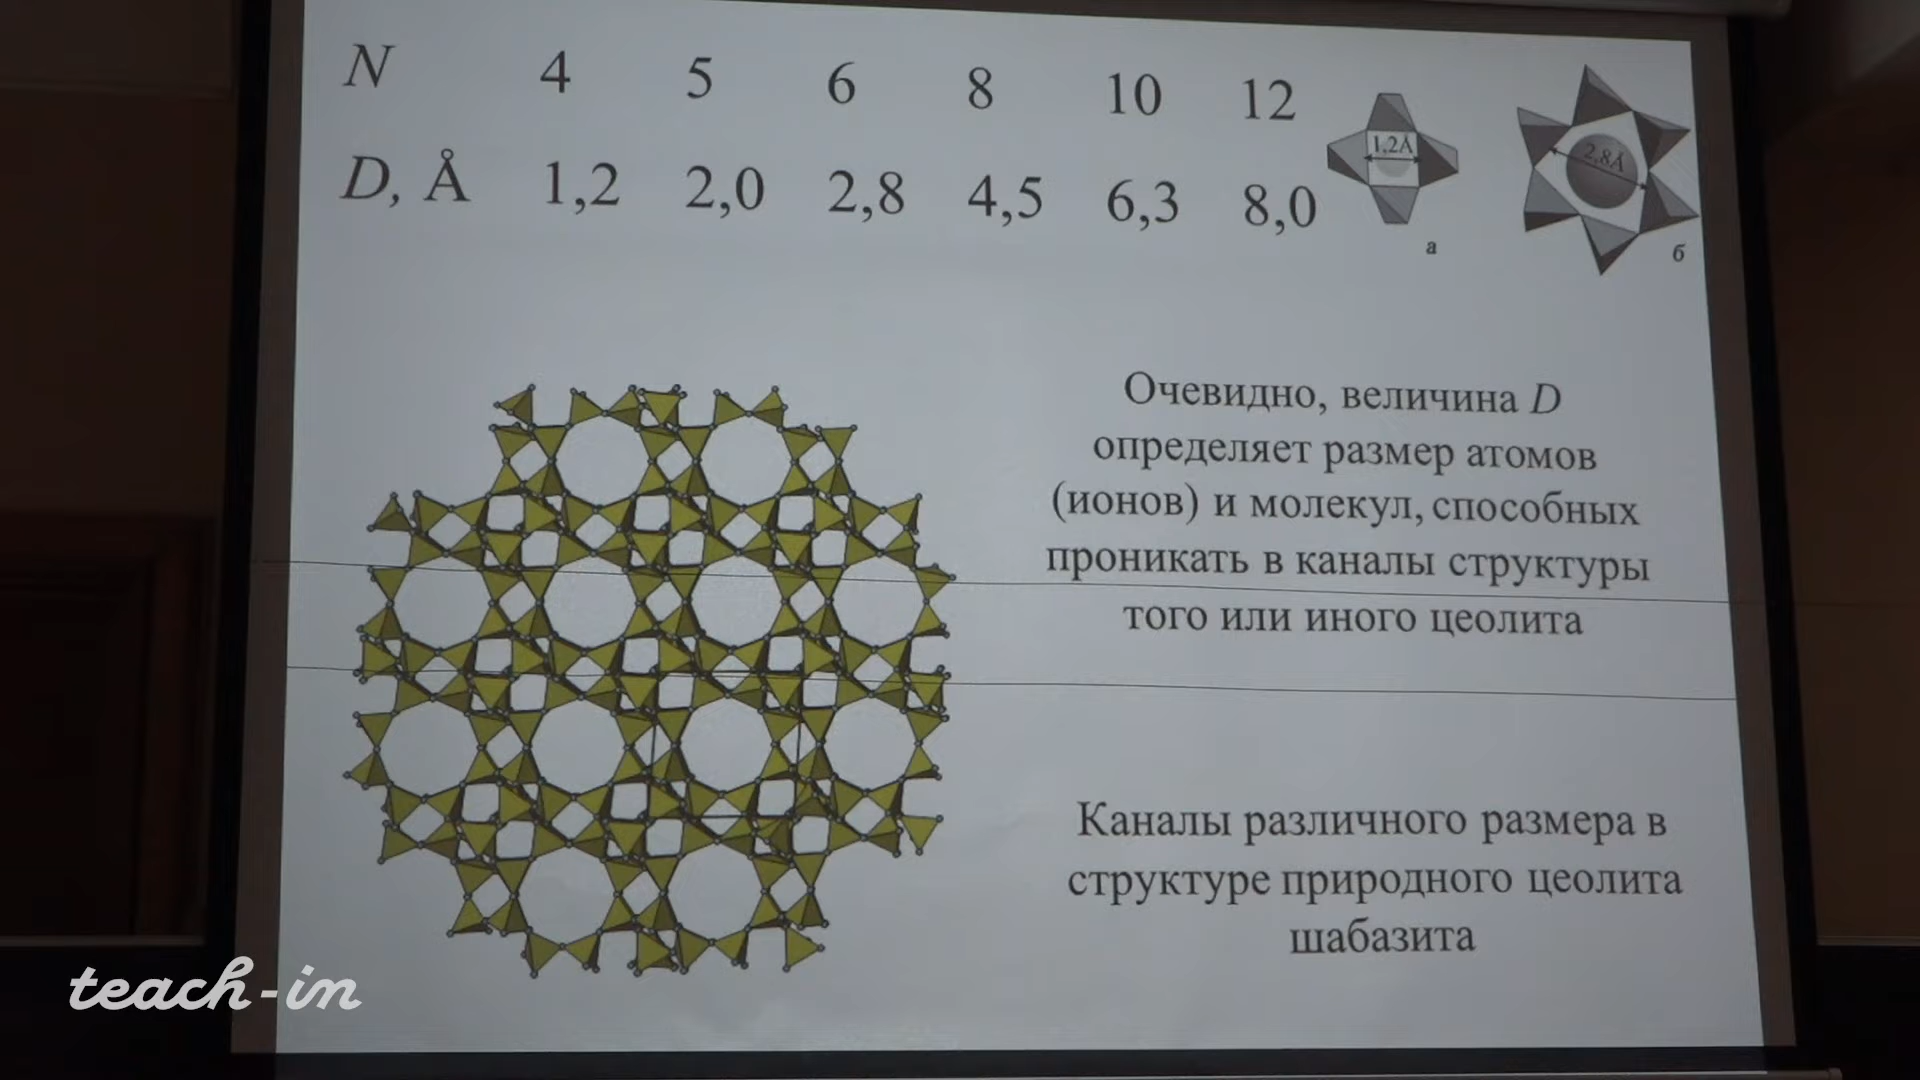 N 4 5 6 8 10 12
D, Å 1,2 2,0 2,8 4,5 6,3 8,0
1,2Å
2,8Å
а
б
Очевидно, величина D
определяет размер атомов
(ионов) и молекул, способных
проникать в каналы структуры
того или иного цеолита
Каналы различного размера в
структуре природного цеолита
шабазита
teach-in